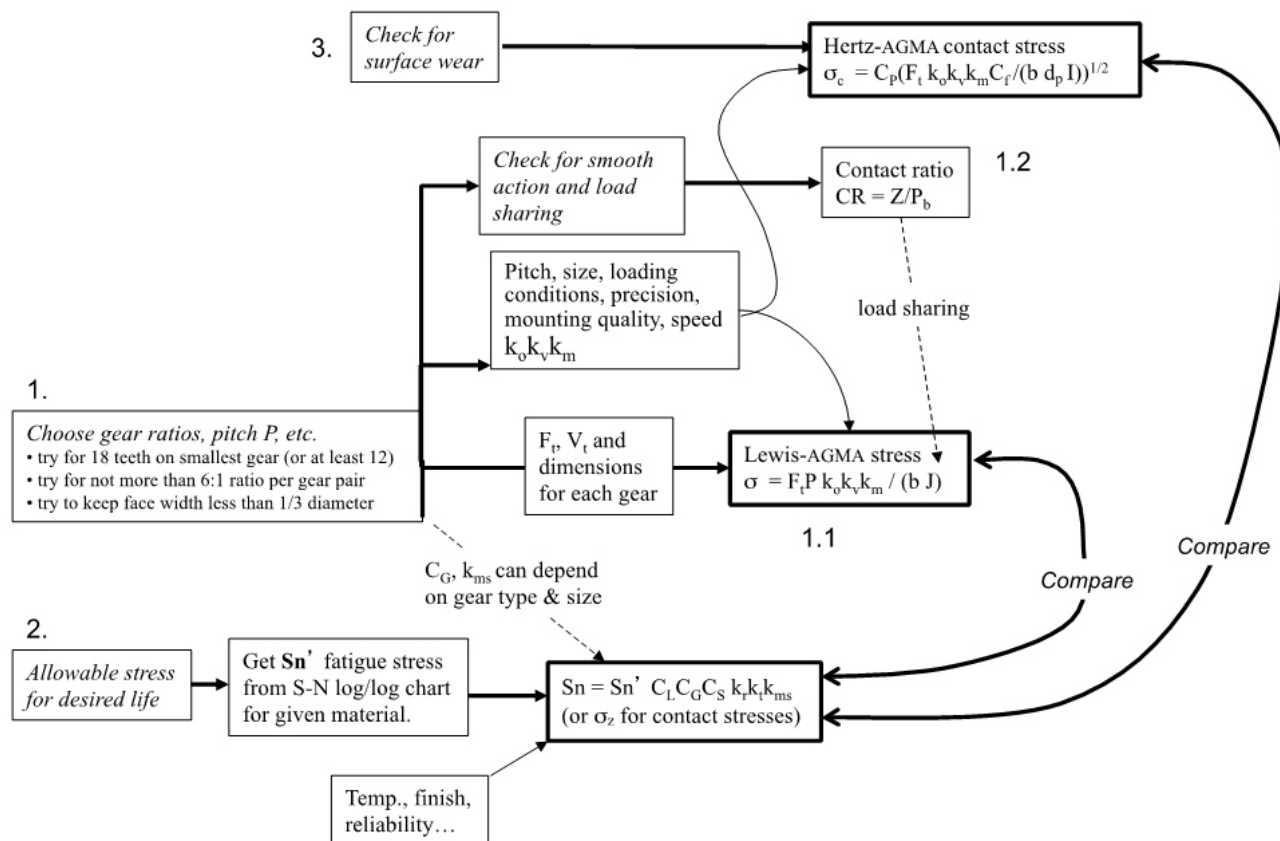 3.
Check for
surface wear
Hertz-AGMA contact stress
σc = CP(Ft kokvkmCf/(b dp I))1/2
Check for smooth
action and load
sharing
Contact ratio
CR = Z/Pb
1.2
Pitch, size, loading
conditions, precision,
mounting quality, speed
kokvkm
load sharing
1.
Choose gear ratios, pitch P, etc.
• try for 18 teeth on smallest gear (or at least 12)
• try for not more than 6:1 ratio per gear pair
• try to keep face width less than 1/3 diameter
Ft, Vt and
dimensions
for each gear
Lewis-AGMA stress
σ = FtP kokvkm / (b J)
1.1
Compare
Compare
CG, kms can depend
on gear type & size
2.
Allowable stress
for desired life
Get Sn' fatigue stress
from S-N log/log chart
for given material.
Sn = Sn' CLCGCS krktkms
(or σz for contact stresses)
Temp., finish,
reliability…